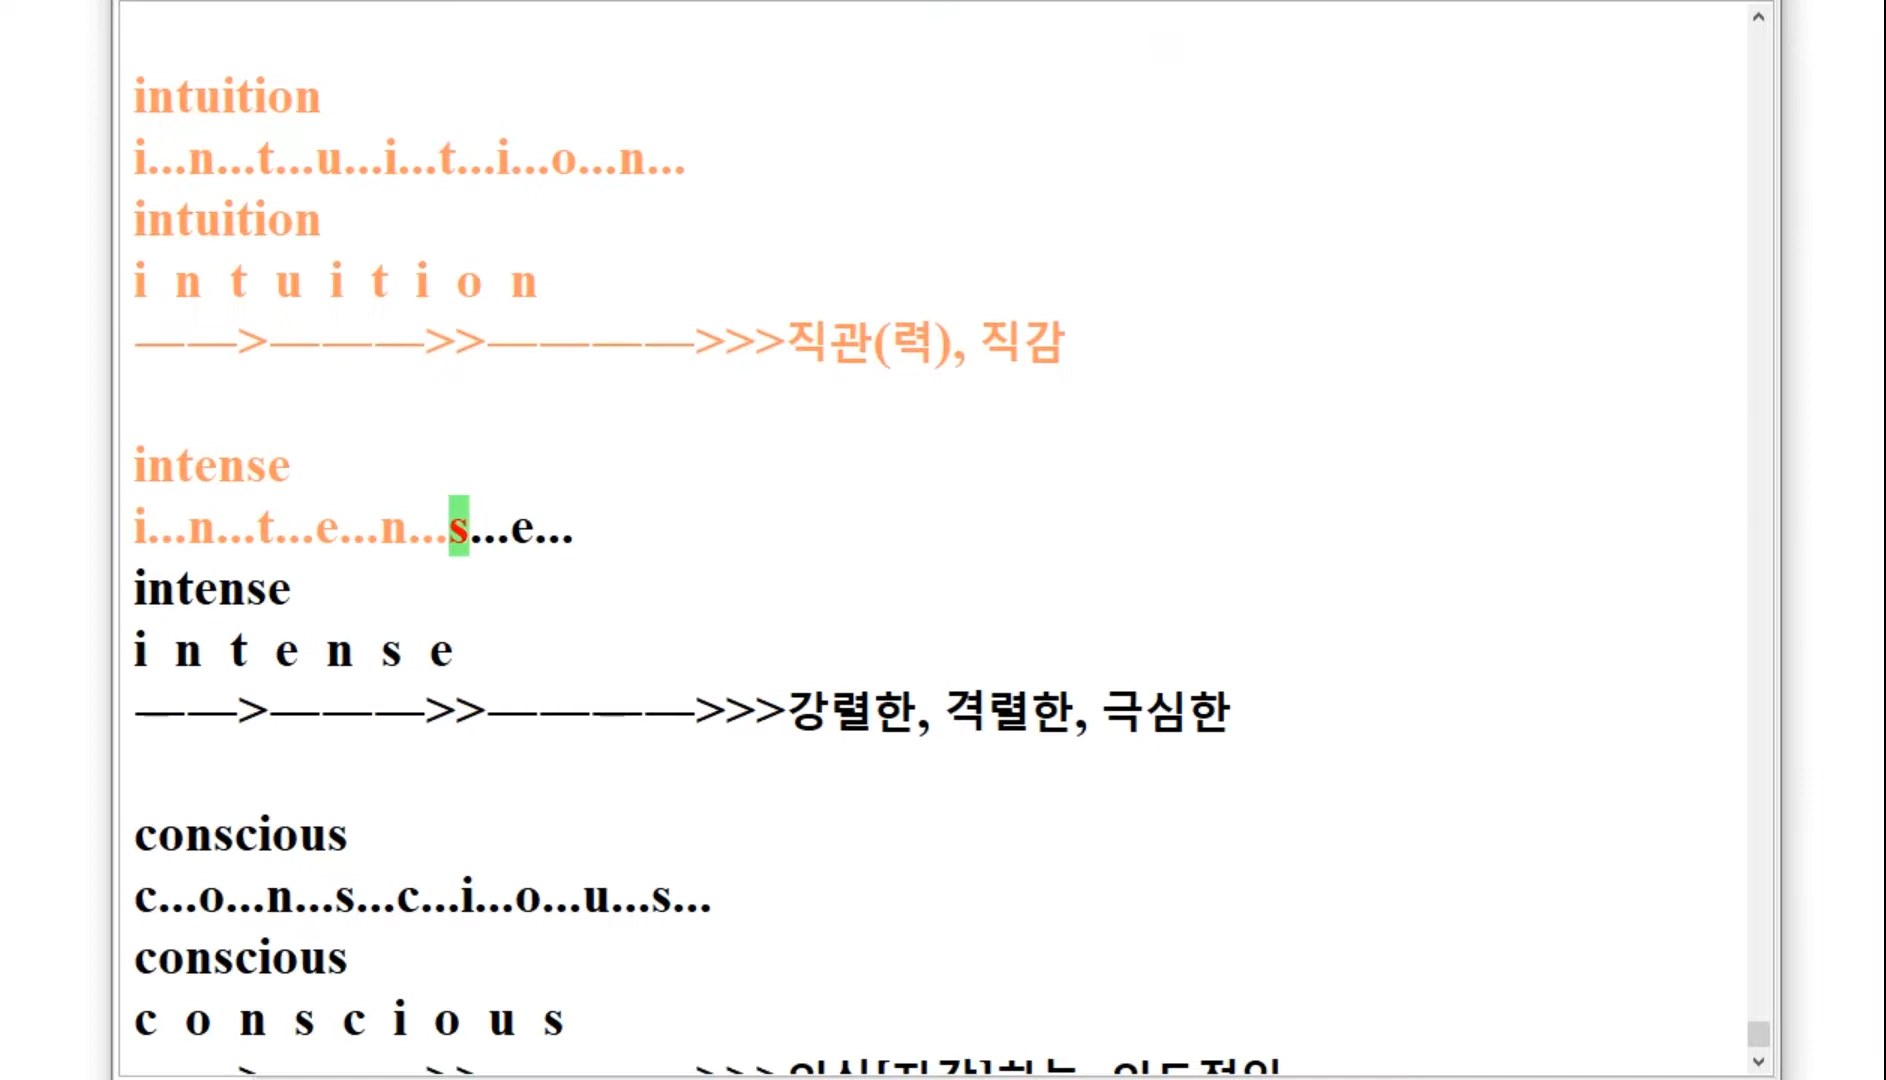 intuition
i...n...t...u...i...t...i...o...n...
intuition
i n t u i t i o n
——>———>>————>>>직관(력), 직감
intense
i...n...t...e...n...s...e...
intense
i n t e n s e
——>———>>————>>>강렬한, 격렬한, 극심한
conscious
c...o...n...s...c...i...o...u...s...
conscious
c o n s c i o u s